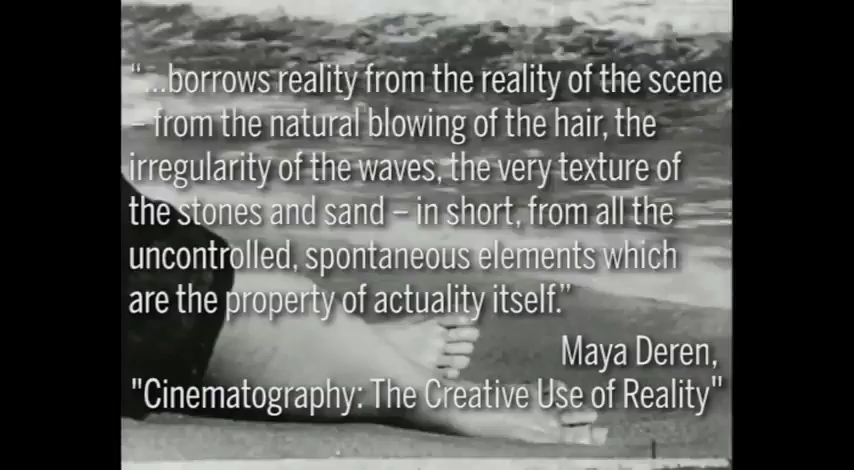 “...borrows reality from the reality of the scene
– from the natural blowing of the hair, the
irregularity of the waves, the very texture of
the stones and sand – in short, from all the
uncontrolled, spontaneous elements which
are the property of actuality itself.”
Maya Deren,
"Cinematography: The Creative Use of Reality"